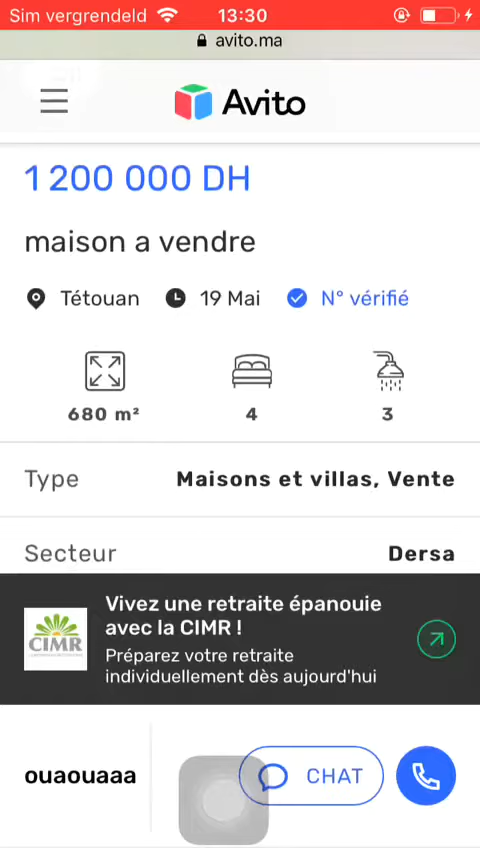 Sim vergrendeld 13:30
avito.ma
Avito
1 200 000 DH
maison a vendre
Tétouan 19 Mai N° vérifié
680 m² 4 3
Type Maisons et villas, Vente
Secteur Dersa
Vivez une retraite épanouie
avec la CIMR !
CIMR
Préparez votre retraite
individuellement dès aujourd'hui
ouaouaaa CHAT